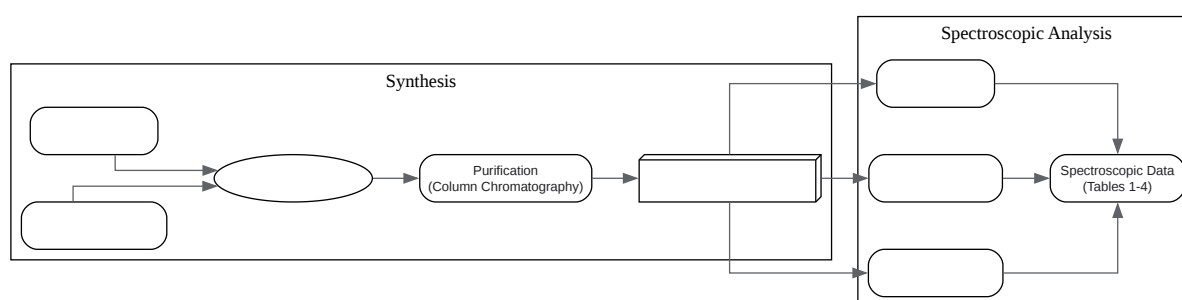 Spectroscopic Analysis
Synthesis
Purification
(Column Chromatography)
Spectroscopic Data
(Tables 1-4)